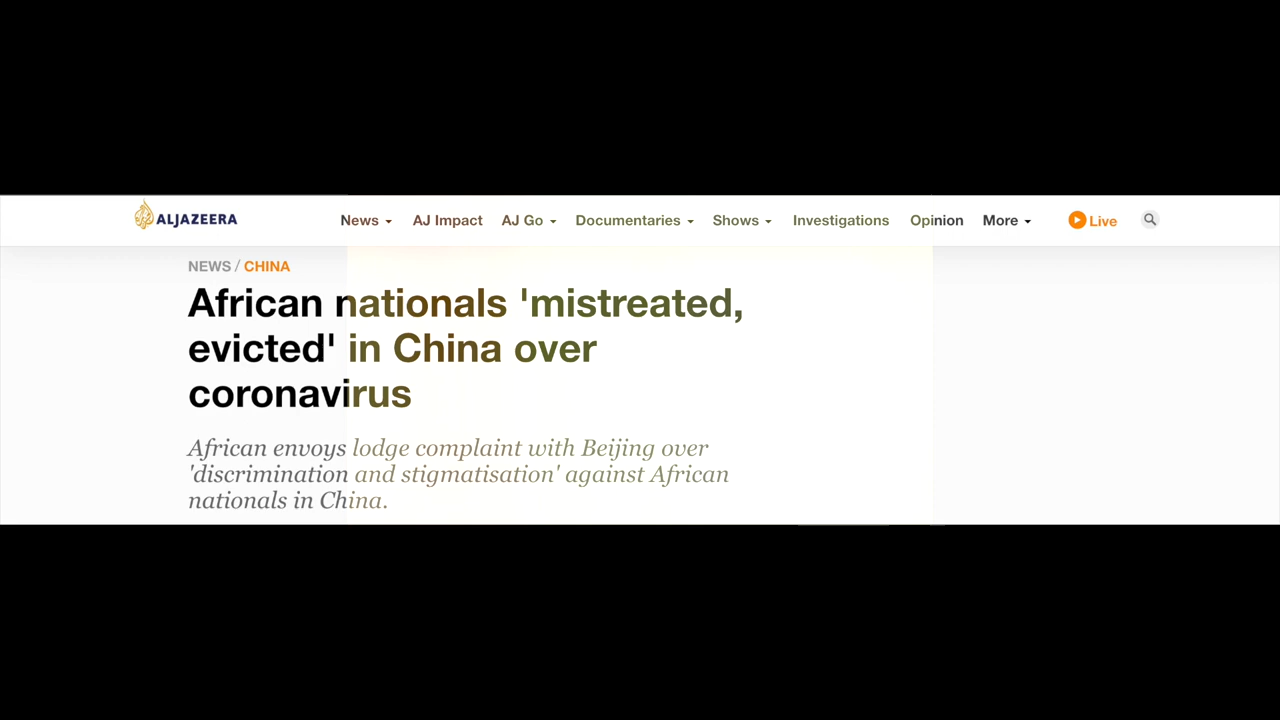 ALJAZEERA News AJ Impact AJ Go Documentaries Shows Investigations Opinion More Live
NEWS / CHINA
African nationals 'mistreated,
evicted' in China over
coronavirus
African envoys lodge complaint with Beijing over
'discrimination and stigmatisation' against African
nationals in China.